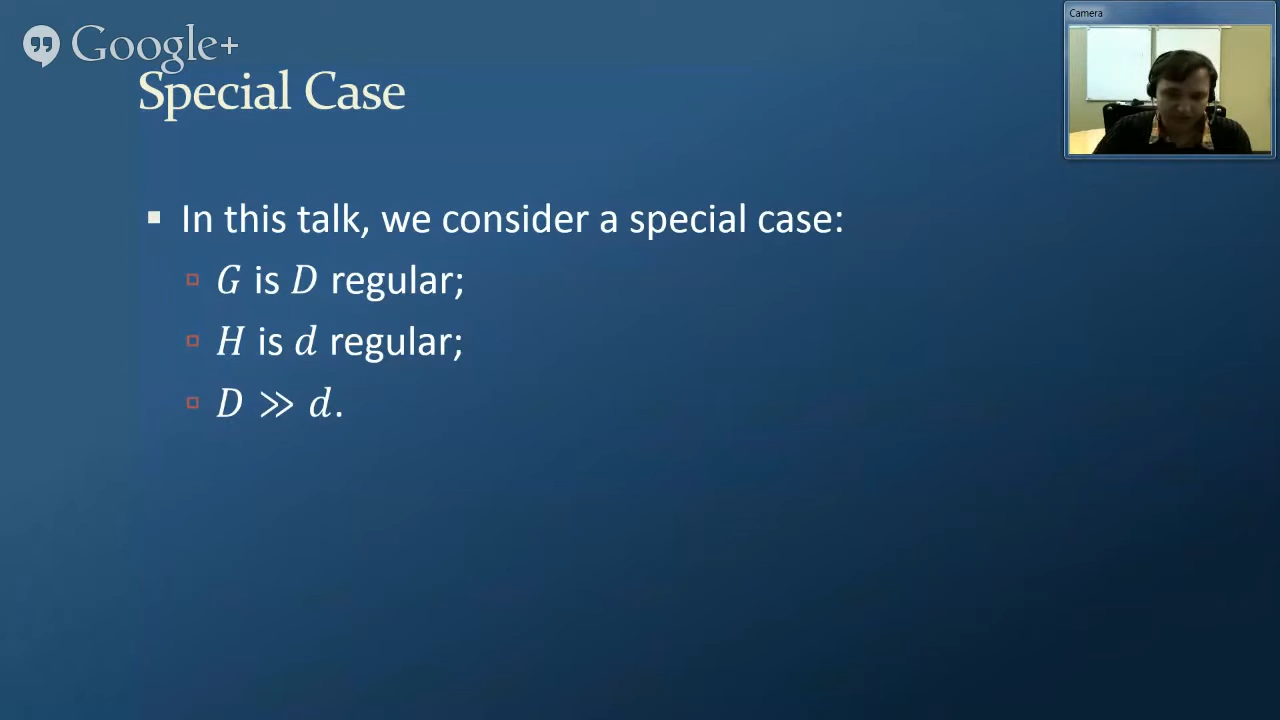 Google+
Camera
Special Case
In this talk, we consider a special case:
G is D regular;
H is d regular;
D ≫ d.